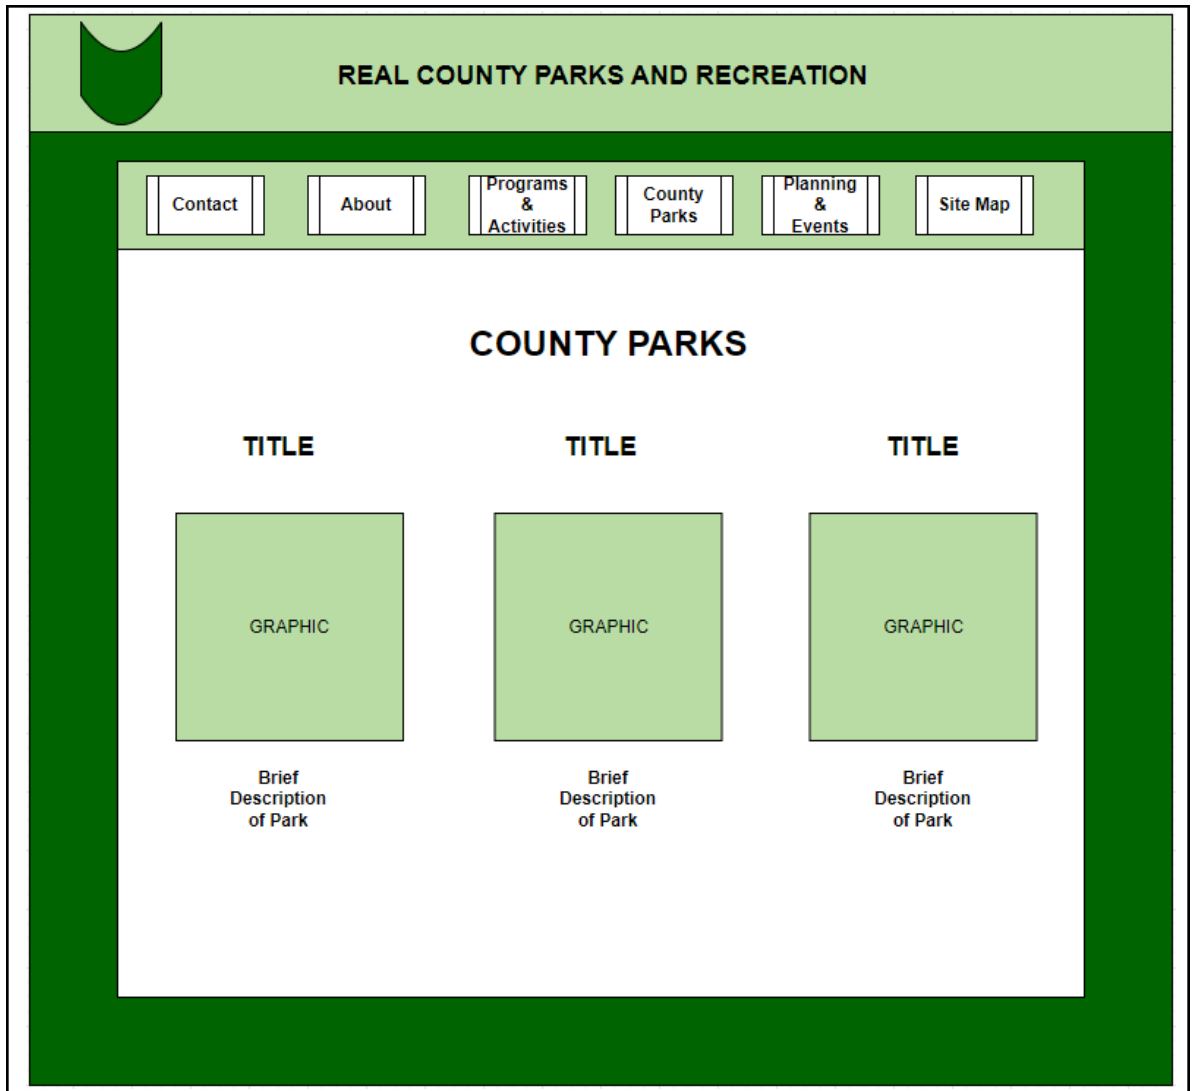 REAL COUNTY PARKS AND RECREATION
Contact
About
Programs
&
Activities
County
Parks
Planning
&
Events
Site Map
COUNTY PARKS
TITLE
TITLE
TITLE
GRAPHIC
GRAPHIC
GRAPHIC
Brief
Description
of Park
Brief
Description
of Park
Brief
Description
of Park